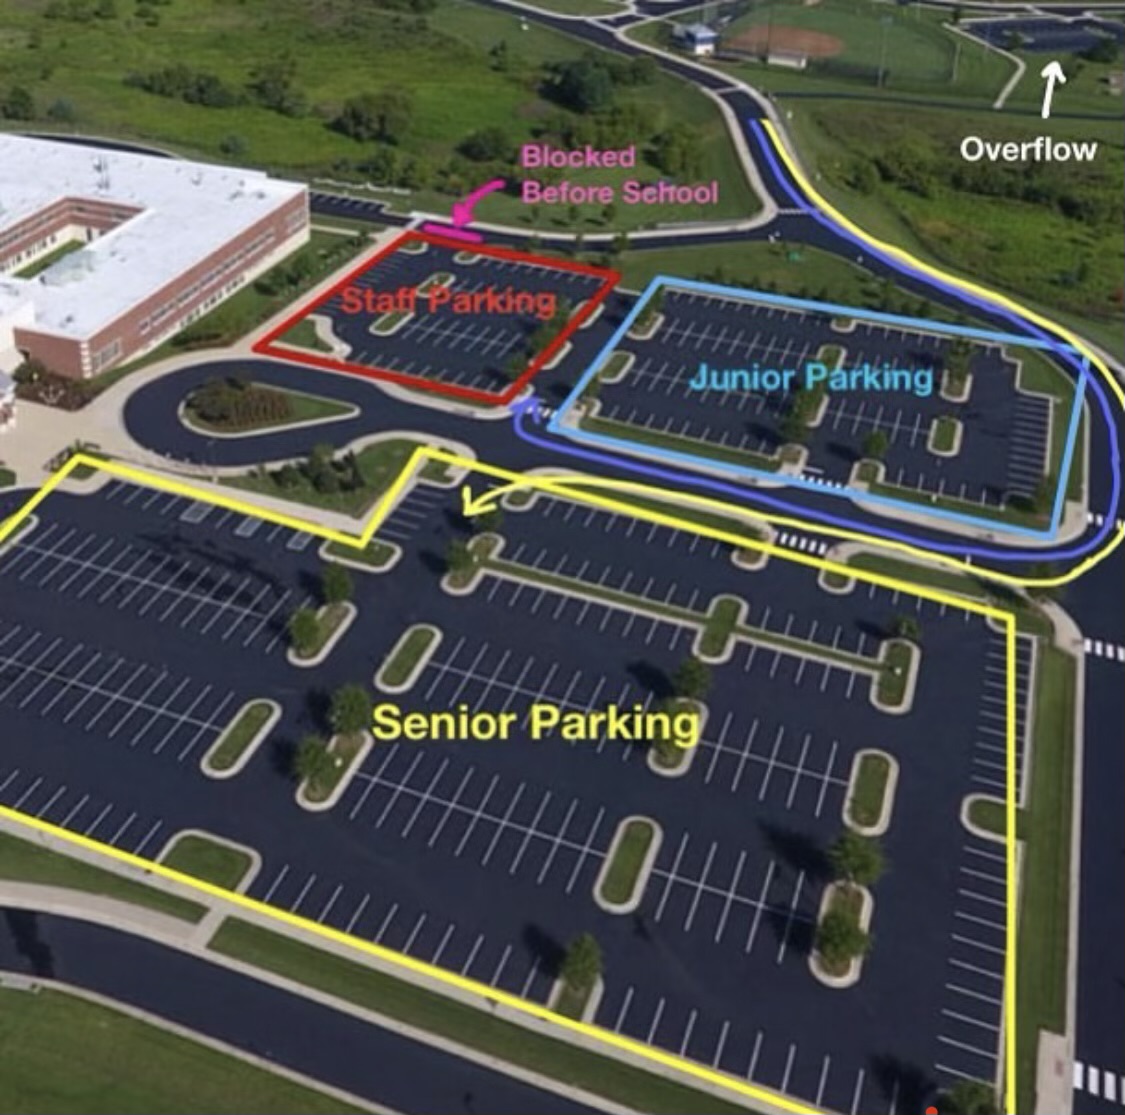 Overflow
Blocked
Before School
Staff Parking
Junior Parking
Senior Parking